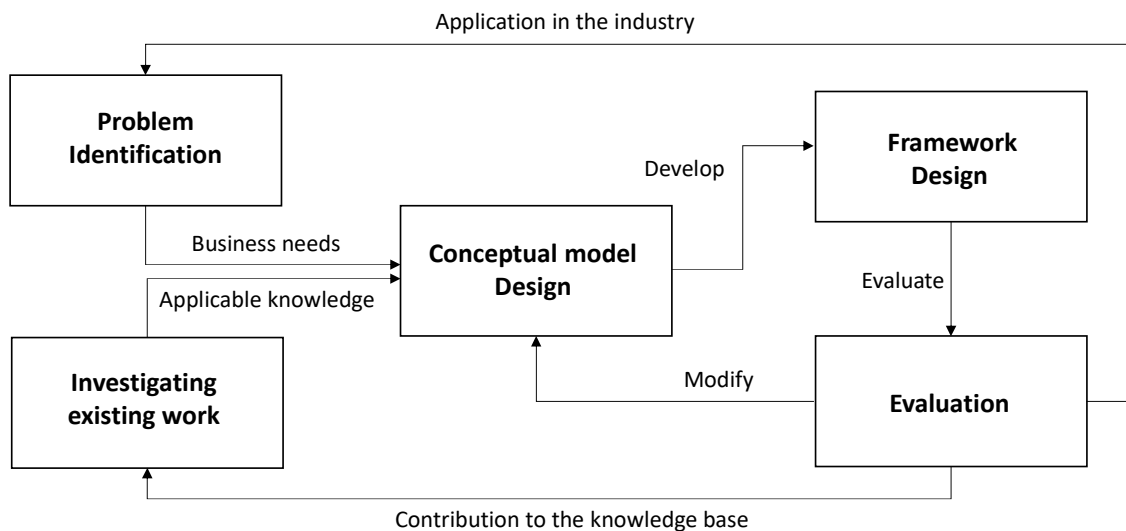 Application in the industry
Problem
Identification
Framework
Design
Develop
Business needs
Conceptual model
Design
Applicable knowledge
Evaluate
Investigating
existing work
Modify
Evaluation
Contribution to the knowledge base